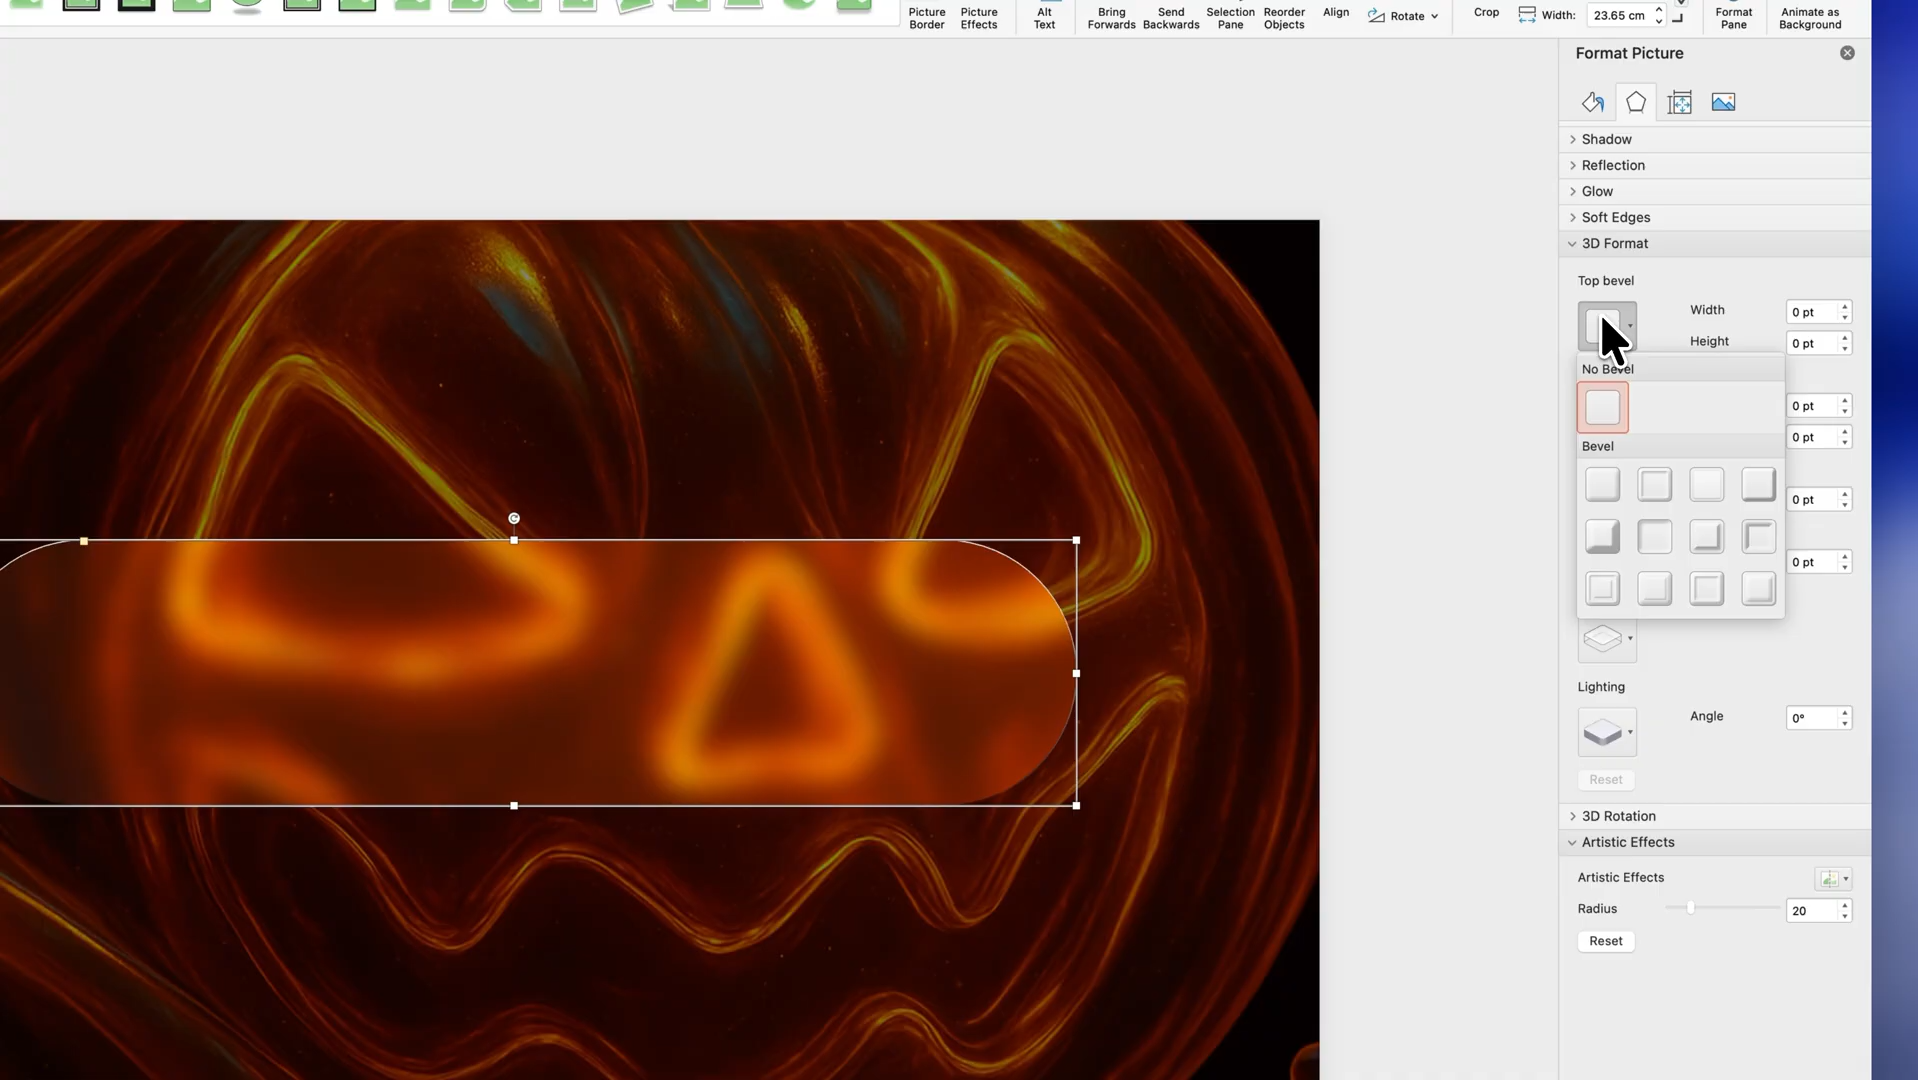 Picture
Border
Picture
Effects
Alt
Text
Bring
Forwards
Send
Backwards
Selection
Pane
Reorder
Objects
Align
Rotate
Crop
Width: 23.65 cm
Format
Pane
Animate as
Background
Format Picture
Shadow
Reflection
Glow
Soft Edges
3D Format
Top bevel
Width 0 pt
Height 0 pt
No Bevel
0 pt
0 pt
Bevel
0 pt
0 pt
Lighting
Angle 0°
Reset
3D Rotation
Artistic Effects
Artistic Effects
Radius 20
Reset